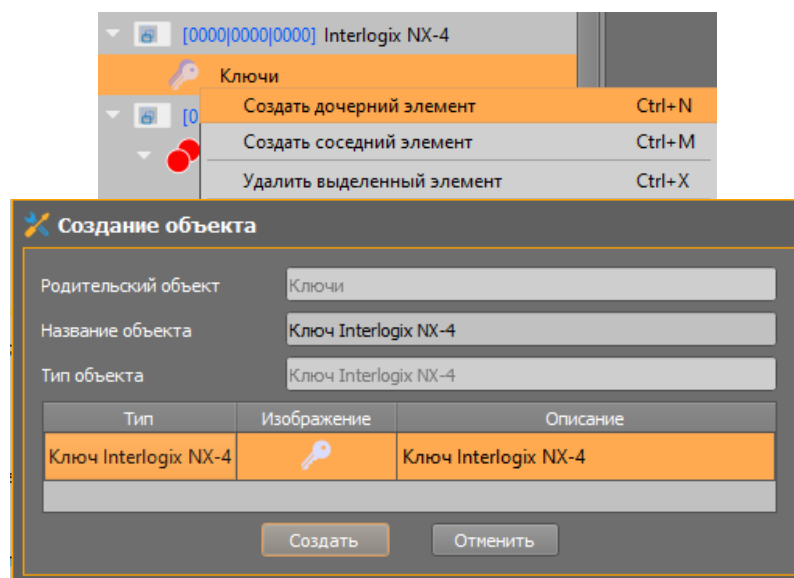 [0000|0000|0000] Interlogix NX-4
Ключи
Создать дочерний элемент Ctrl+N
[0
Создать соседний элемент Ctrl+M
Удалить выделенный элемент Ctrl+X
Создание объекта
Родительский объект Ключи
Название объекта Ключ Interlogix NX-4
Тип объекта Ключ Interlogix NX-4
Тип Изображение Описание
Ключ Interlogix NX-4 Ключ Interlogix NX-4
Создать Отменить